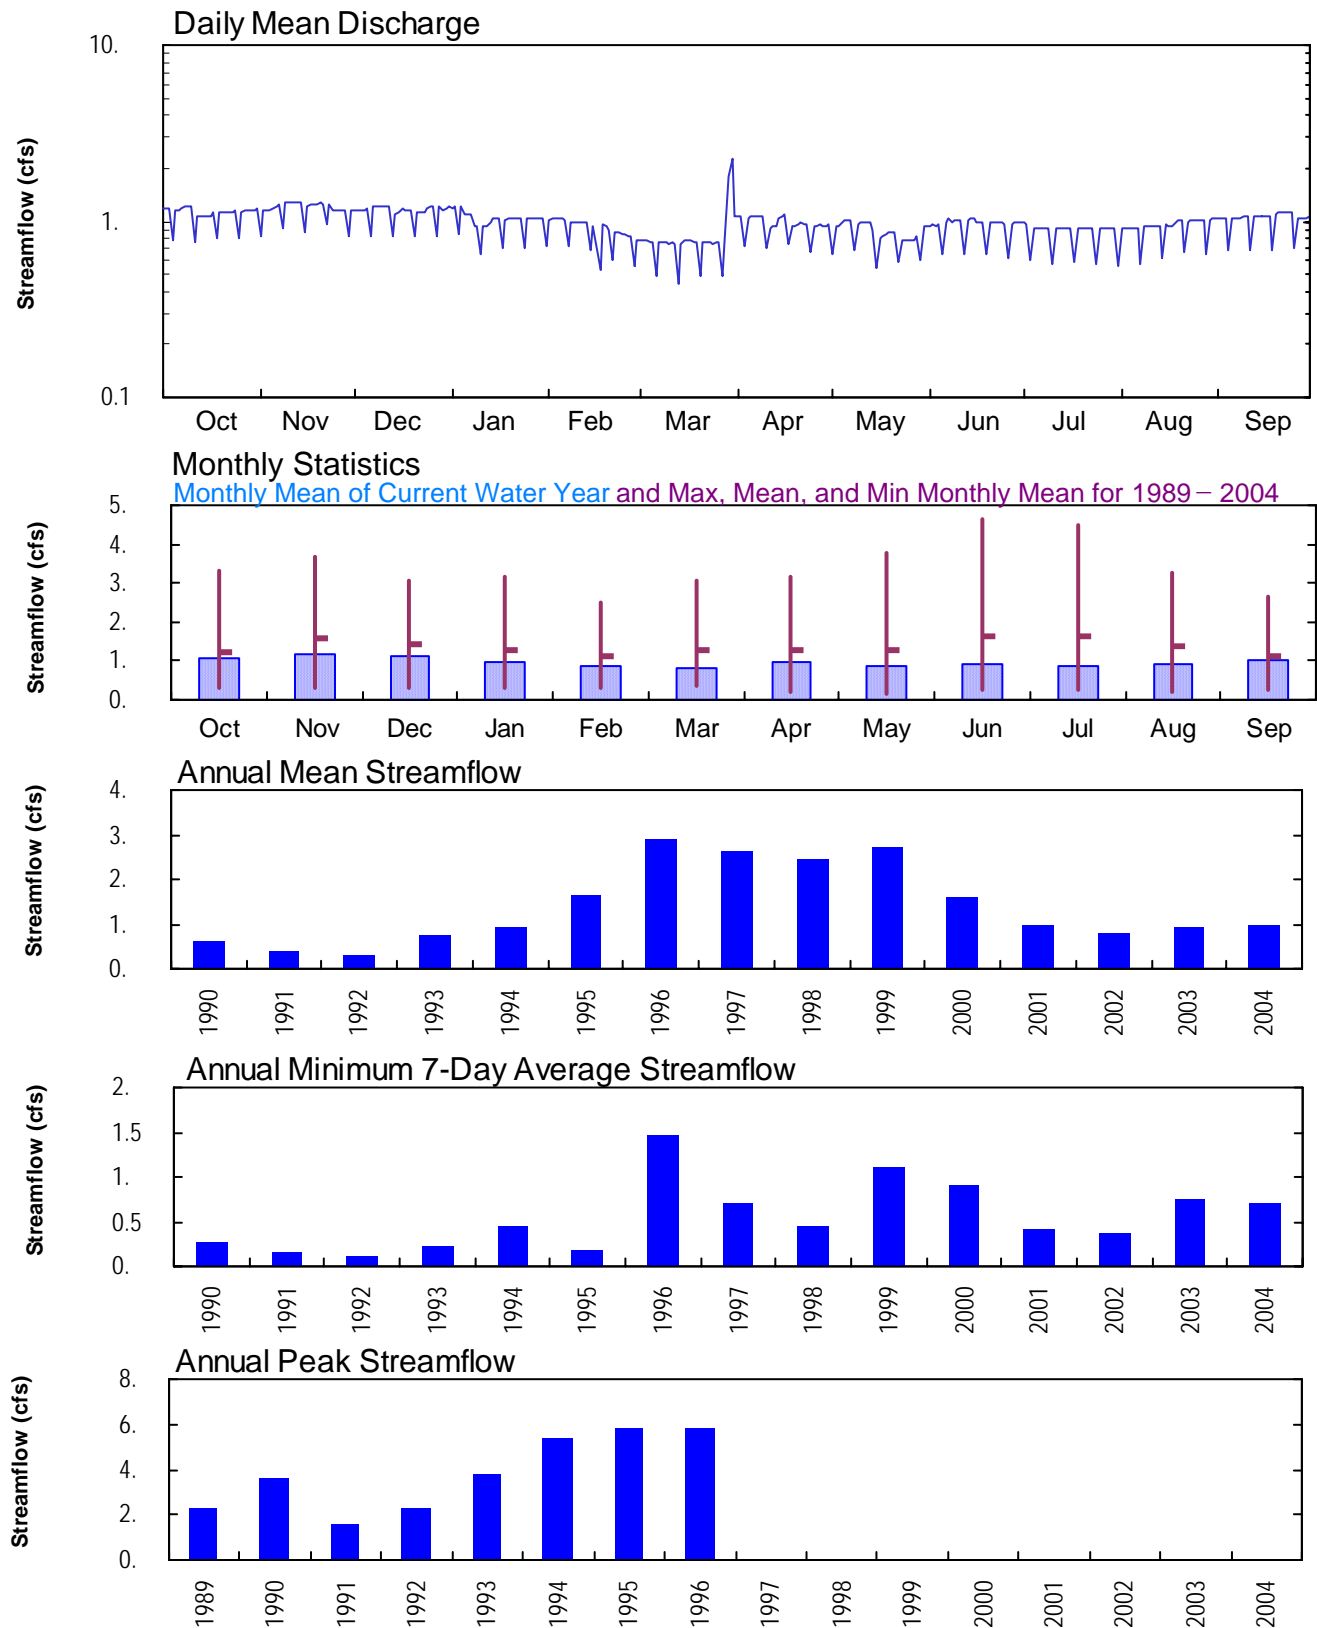 Daily Mean Discharge
Streamflow (cfs)
10.
1.
0.1
Oct Nov Dec Jan Feb Mar Apr May Jun Jul Aug Sep
Monthly Statistics
Monthly Mean of Current Water Year and Max, Mean, and Min Monthly Mean for 1989 – 2004
Streamflow (cfs)
5.
4.
3.
2.
1.
0.
Oct Nov Dec Jan Feb Mar Apr May Jun Jul Aug Sep
Annual Mean Streamflow
Streamflow (cfs)
4.
3.
2.
1.
0.
1990 1991 1992 1993 1994 1995 1996 1997 1998 1999 2000 2001 2002 2003 2004
Annual Minimum 7-Day Average Streamflow
Streamflow (cfs)
2.
1.5
1.
0.5
0.
1990 1991 1992 1993 1994 1995 1996 1997 1998 1999 2000 2001 2002 2003 2004
Annual Peak Streamflow
Streamflow (cfs)
8.
6.
4.
2.
0.
1989 1990 1991 1992 1993 1994 1995 1996 1997 1998 1999 2000 2001 2002 2003 2004